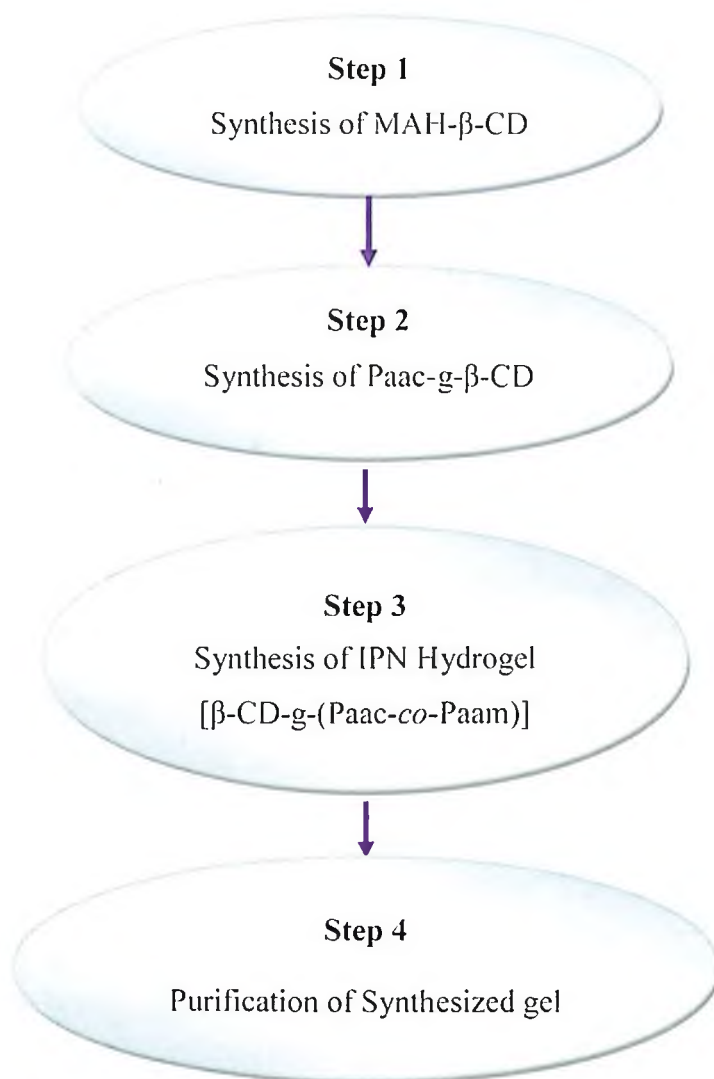 Step 1
Synthesis of MAH-β-CD
Step 2
Synthesis of Paac-g-β-CD
Step 3
Synthesis of IPN Hydrogel
[β-CD-g-(Paac-co-Paam)]
Step 4
Purification of Synthesized gel